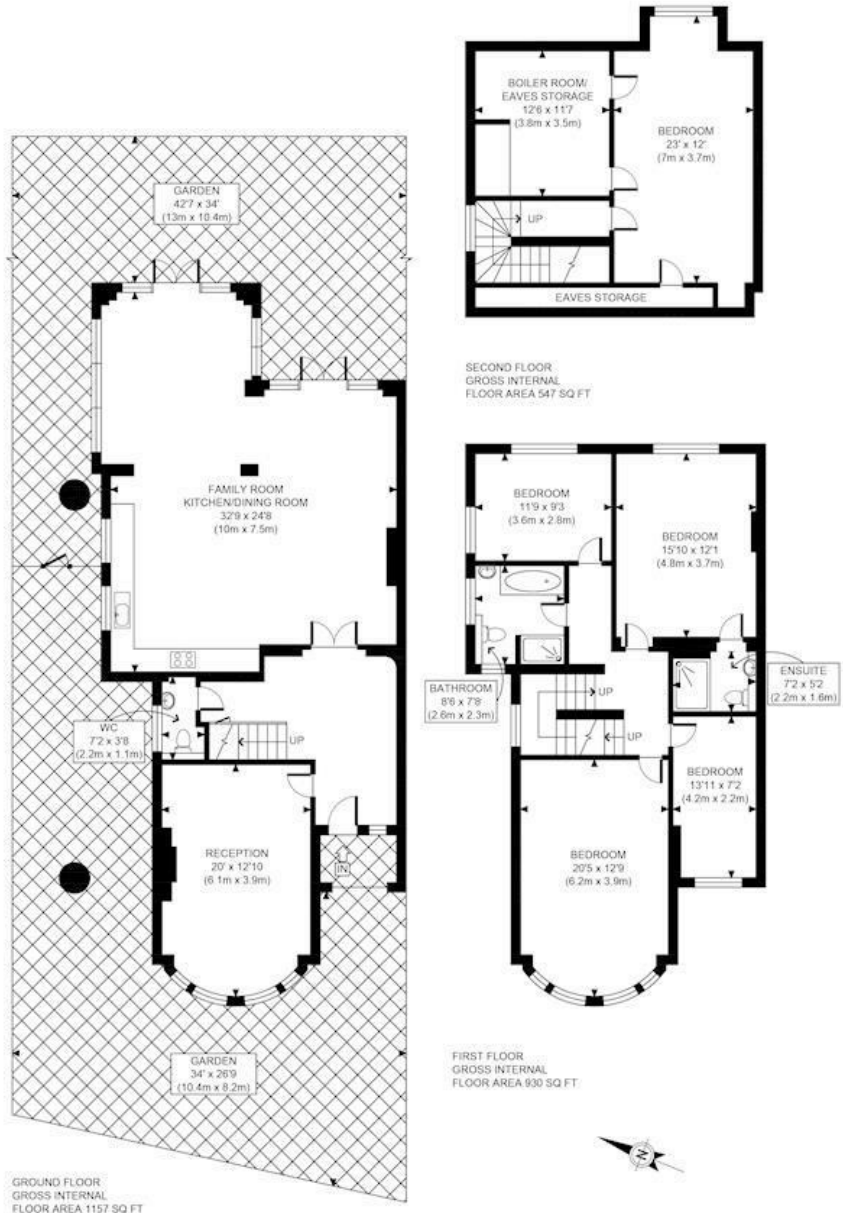 GARDEN
42'7 x 34'
(13m x 10.4m)
FAMILY ROOM
KITCHEN/DINING ROOM
32'9 x 24'8
(10m x 7.5m)
WC
7'2 x 3'8
(2.2m x 1.1m)
UP
RECEPTION
20' x 12'10
(6.1m x 3.9m)
IN
GARDEN
34' x 26'9
(10.4m x 8.2m)
GROUND FLOOR
GROSS INTERNAL
FLOOR AREA 1157 SQ FT
BOILER ROOM/
EAVES STORAGE
12'6 x 11'7
(3.8m x 3.5m)
BEDROOM
23' x 12'
(7m x 3.7m)
UP
EAVES STORAGE
SECOND FLOOR
GROSS INTERNAL
FLOOR AREA 547 SQ FT
BEDROOM
11'9 x 9'3
(3.6m x 2.8m)
BEDROOM
15'10 x 12'1
(4.8m x 3.7m)
BATHROOM
8'6 x 7'8
(2.6m x 2.3m)
UP
UP
ENSUITE
7'2 x 5'2
(2.2m x 1.6m)
BEDROOM
13'11 x 7'2
(4.2m x 2.2m)
BEDROOM
20'5 x 12'9
(6.2m x 3.9m)
FIRST FLOOR
GROSS INTERNAL
FLOOR AREA 930 SQ FT
N